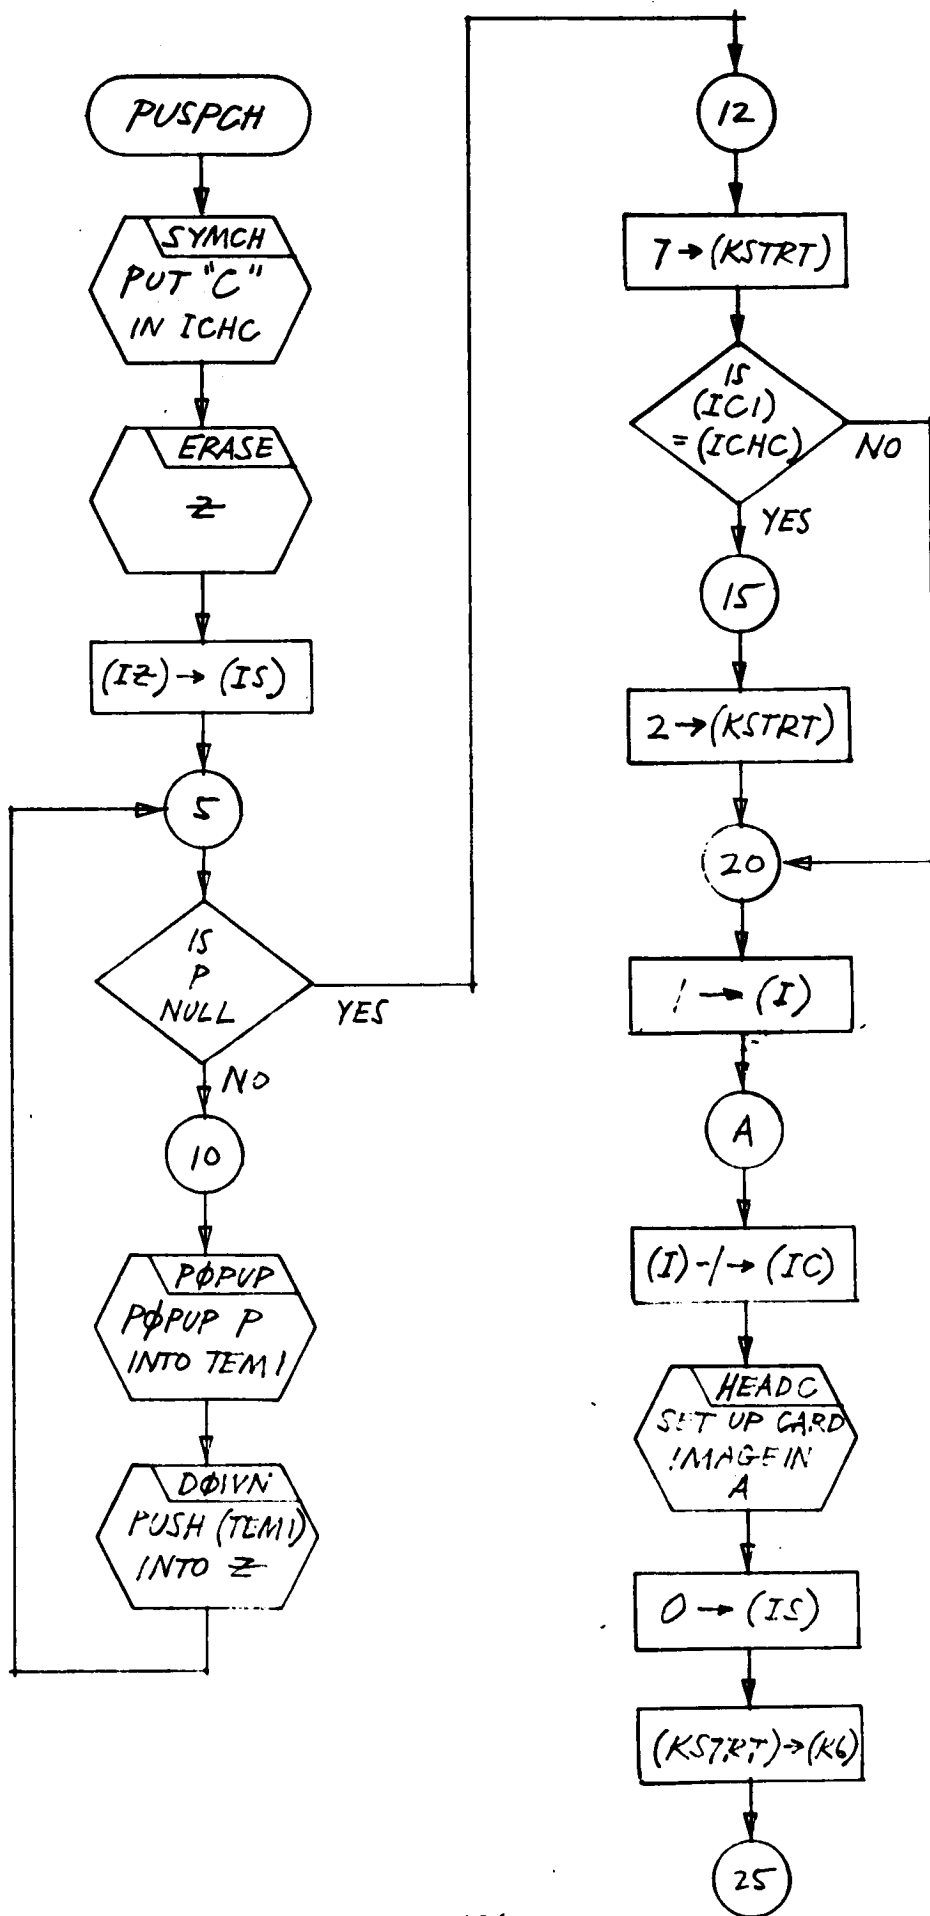 PUSPCH
SYMCH
PUT "C"
IN ICHC
ERASE
Z
(IZ) → (IS)
5
IS
P
NULL
YES
NO
10
PØPUP
PØPUP P
INTO TEM1
DØWN
PUSH (TEM1)
INTO Z
12
7 → (KSTRT)
IS
(IC1)
= (ICHC)
NO
YES
15
2 → (KSTRT)
20
1 → (I)
A
(I) -1 → (IC)
HEADC
SET UP CARD
IMAGE IN
A
0 → (IS)
(KSTRT) → (K6)
25